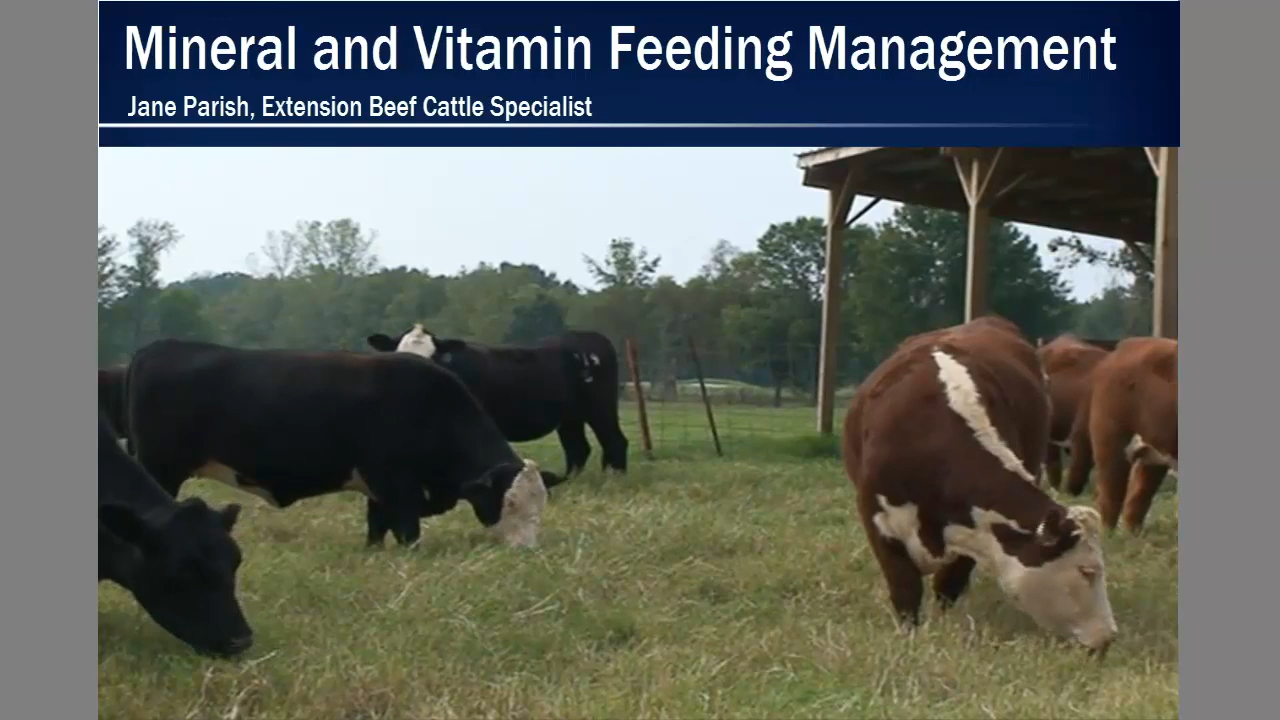 Mineral and Vitamin Feeding Management
Jane Parish, Extension Beef Cattle Specialist